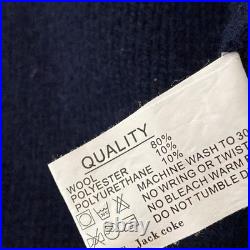 QUALITY
WOOL 80%
POLYESTER 10%
POLYURETHANE 10%
MACHINE WASH TO 30
NO WRING OR TWIST
NO BLEACH WARM
DO NOT TUMBLE D
Jack coke